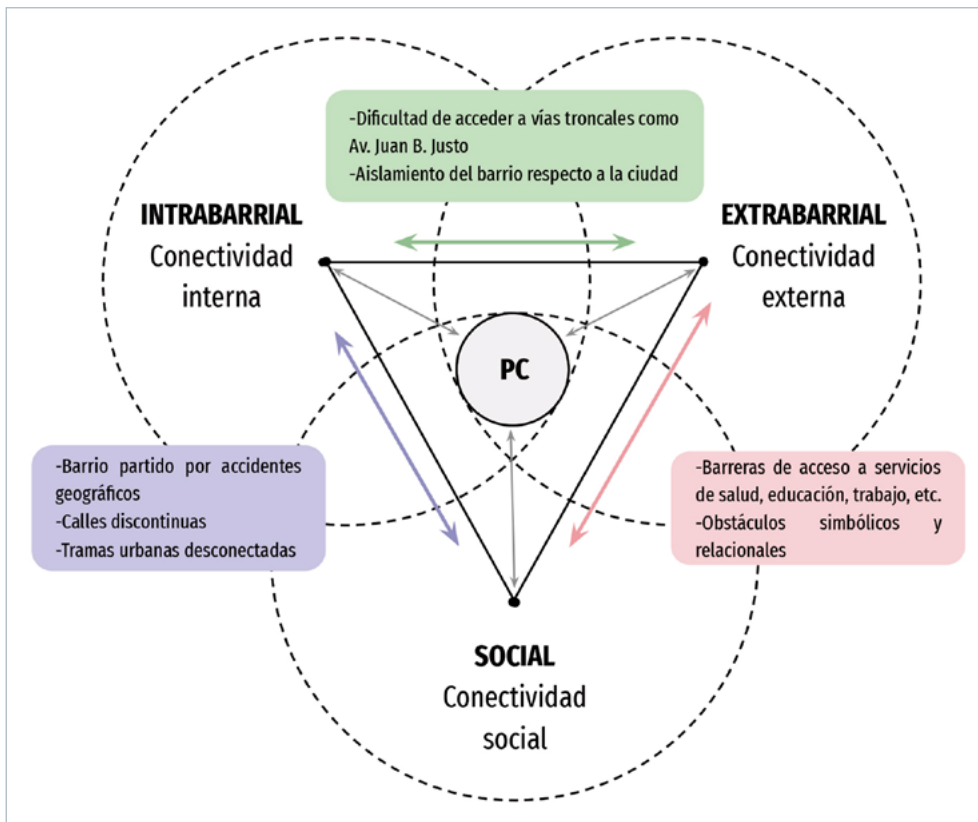 -Dificultad de acceder a vías troncales como
Av. Juan B. Justo
-Aislamiento del barrio respecto a la ciudad
INTRABARRIAL
Conectividad
interna
EXTRABARRIAL
Conectividad
externa
PC
-Barrio partido por accidentes
geográficos
-Calles discontinuas
-Tramas urbanas desconectadas
-Barreras de acceso a servicios
de salud, educación, trabajo, etc.
-Obstáculos simbólicos y
relacionales
SOCIAL
Conectividad
social